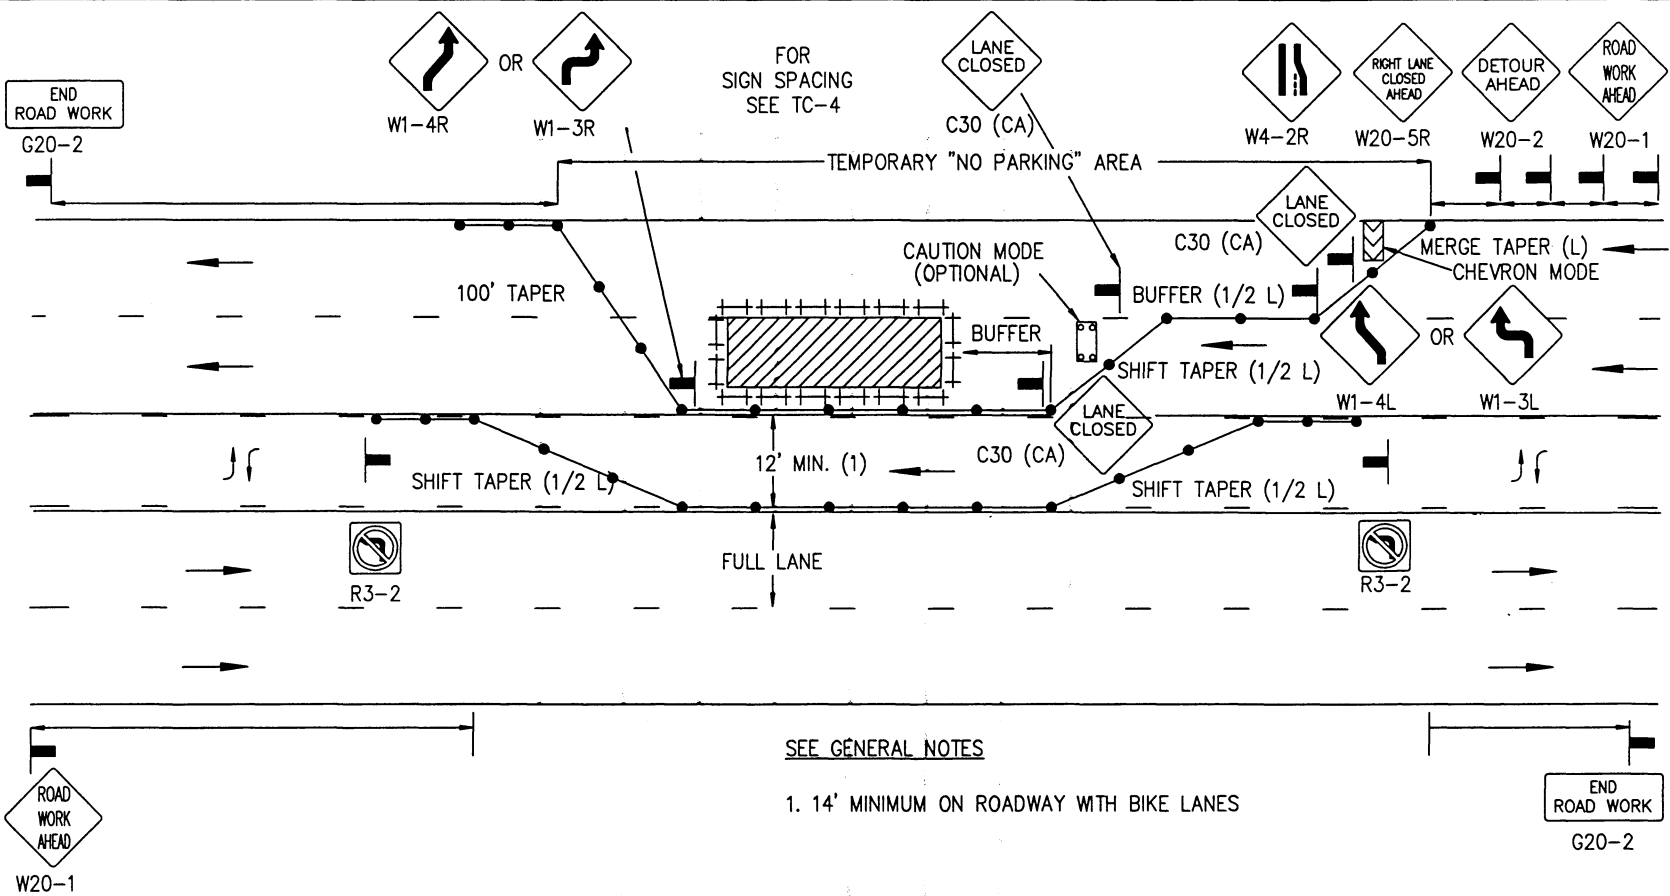 END
ROAD WORK
G20-2
W1-4R
OR
W1-3R
FOR
SIGN SPACING
SEE TC-4
LANE
CLOSED
C30 (CA)
W4-2R
RIGHT LANE
CLOSED
AHEAD
W20-5R
DETOUR
AHEAD
W20-2
ROAD
WORK
AHEAD
W20-1
TEMPORARY "NO PARKING" AREA
LANE
CLOSED
C30 (CA)
MERGE TAPER (L)
CHEVRON MODE
CAUTION MODE
(OPTIONAL)
100' TAPER
BUFFER (1/2 L)
BUFFER
SHIFT TAPER (1/2 L)
OR
W1-4L
W1-3L
LANE
CLOSED
C30 (CA)
12' MIN. (1)
SHIFT TAPER (1/2 L)
SHIFT TAPER (1/2 L)
R3-2
FULL LANE
R3-2
SEE GENERAL NOTES
1. 14' MINIMUM ON ROADWAY WITH BIKE LANES
ROAD
WORK
AHEAD
W20-1
END
ROAD WORK
G20-2